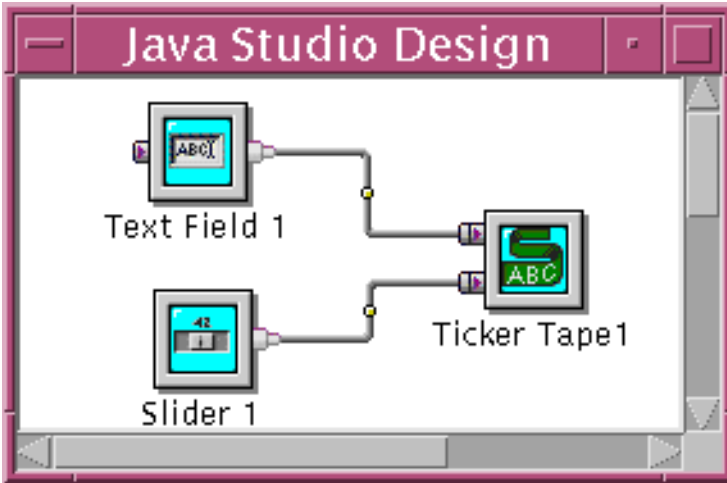 Java Studio Design
ABC
Text Field 1
ABC
Ticker Tape1
42
Slider 1